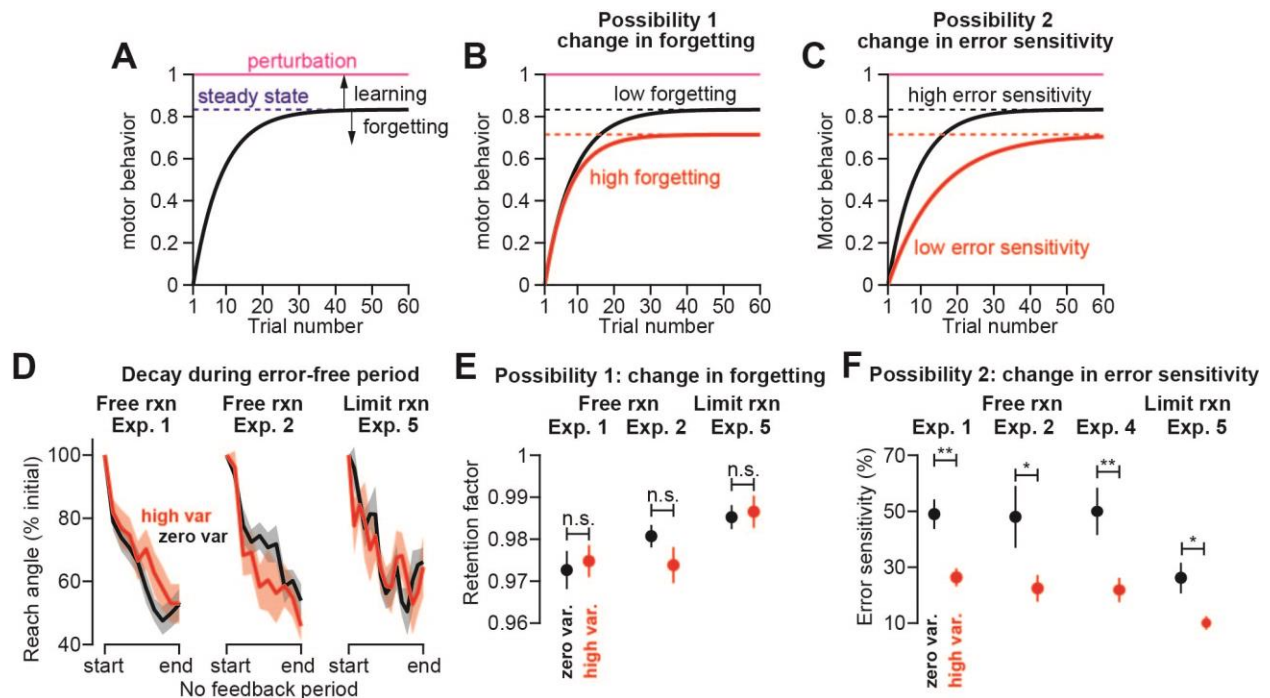 A
perturbation
steady state
learning
forgetting
motor behavior
1
0.8
0.6
0.4
0.2
0
1 10 20 30 40 50 60
Trial number
B
Possibility 1
change in forgetting
low forgetting
high forgetting
motor behavior
1
0.8
0.6
0.4
0.2
0
1 10 20 30 40 50 60
Trial number
C
Possibility 2
change in error sensitivity
high error sensitivity
low error sensitivity
Motor behavior
1
0.8
0.6
0.4
0.2
0
1 10 20 30 40 50 60
Trial number
D
Decay during error-free period
Free rxn Free rxn Limit rxn
Exp. 1 Exp. 2 Exp. 5
Reach angle (% initial)
100
80
60
40
high var
zero var
start end start end start end
No feedback period
E
Possibility 1: change in forgetting
Free rxn Limit rxn
Exp. 1 Exp. 2 Exp. 5
Retention factor
1
0.99
0.98
0.97
0.96
n.s. n.s. n.s.
zero var.
high var.
F
Possibility 2: change in error sensitivity
Free rxn Limit rxn
Exp. 1 Exp. 2 Exp. 4 Exp. 5
Error sensitivity (%)
70
50
30
10
** * ** *
zero var.
high var.